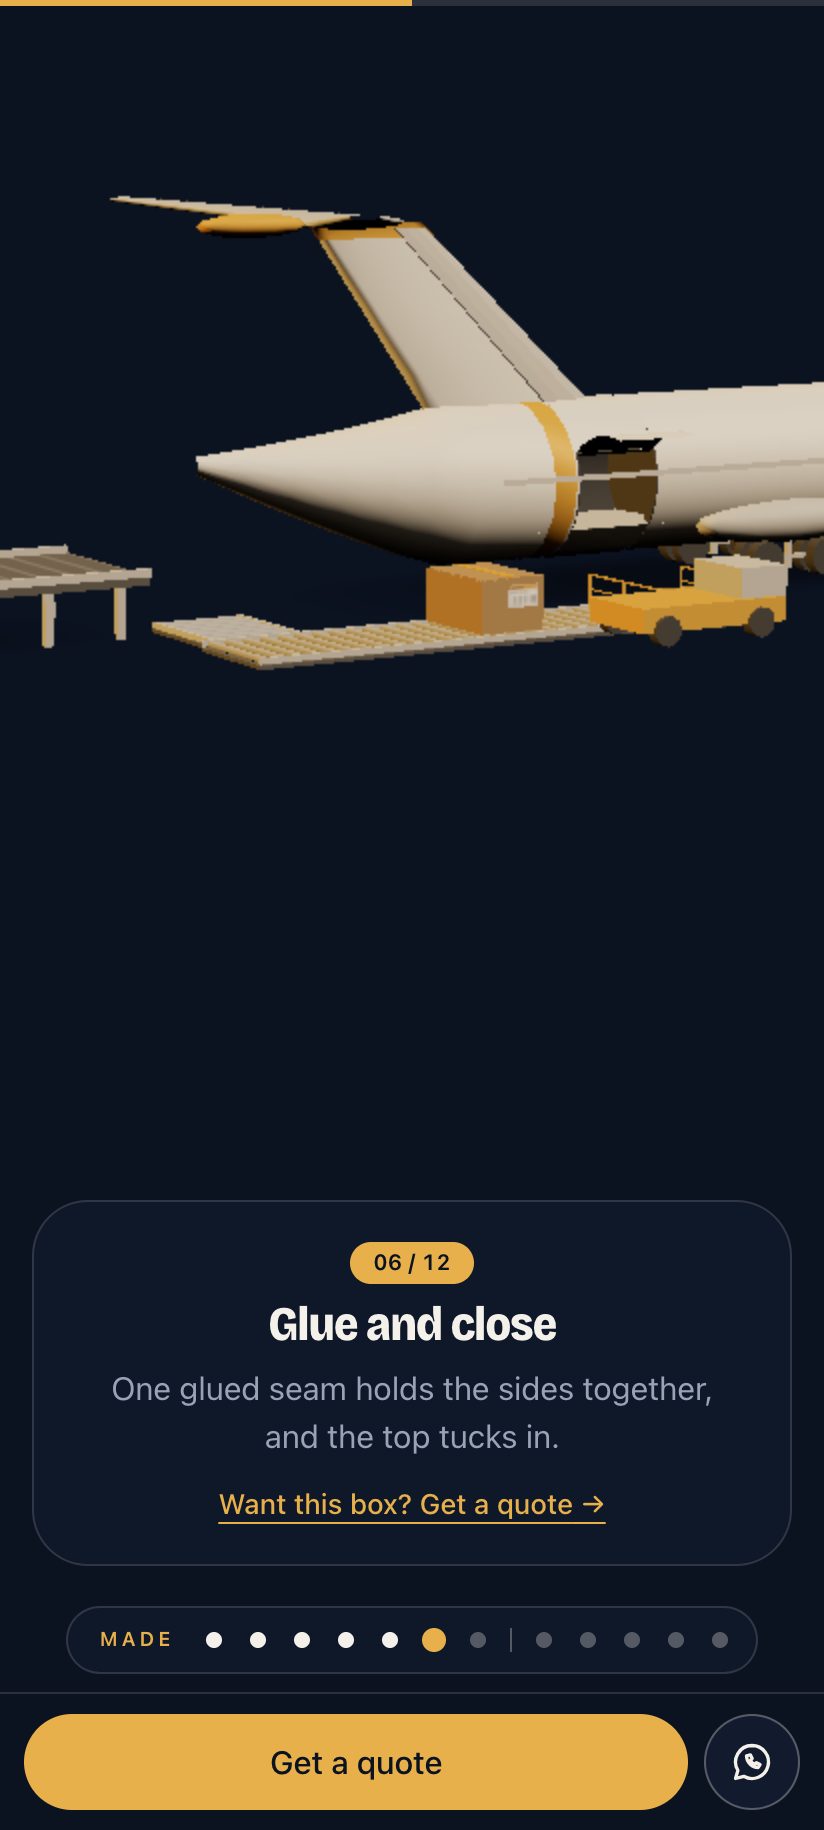 06 / 12
Glue and close
One glued seam holds the sides together,
and the top tucks in.
Want this box? Get a quote →
MADE
Get a quote